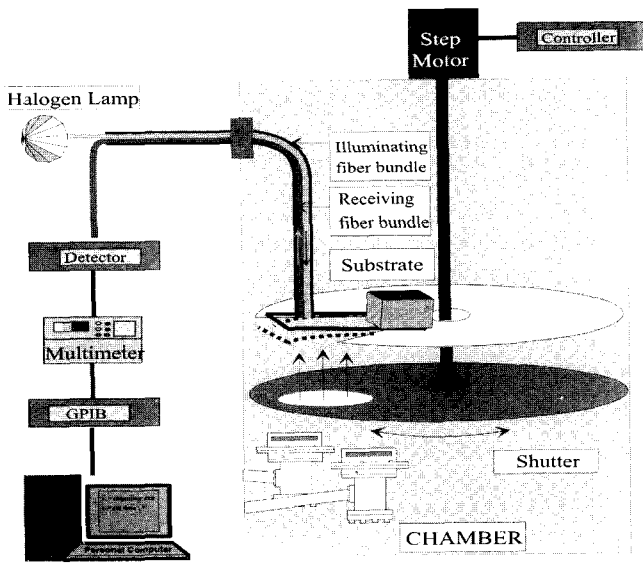 Step
Motor
Controller
Halogen Lamp
Illuminating
fiber bundle
Receiving
fiber bundle
Substrate
Detector
Multimeter
GPIB
Shutter
CHAMBER